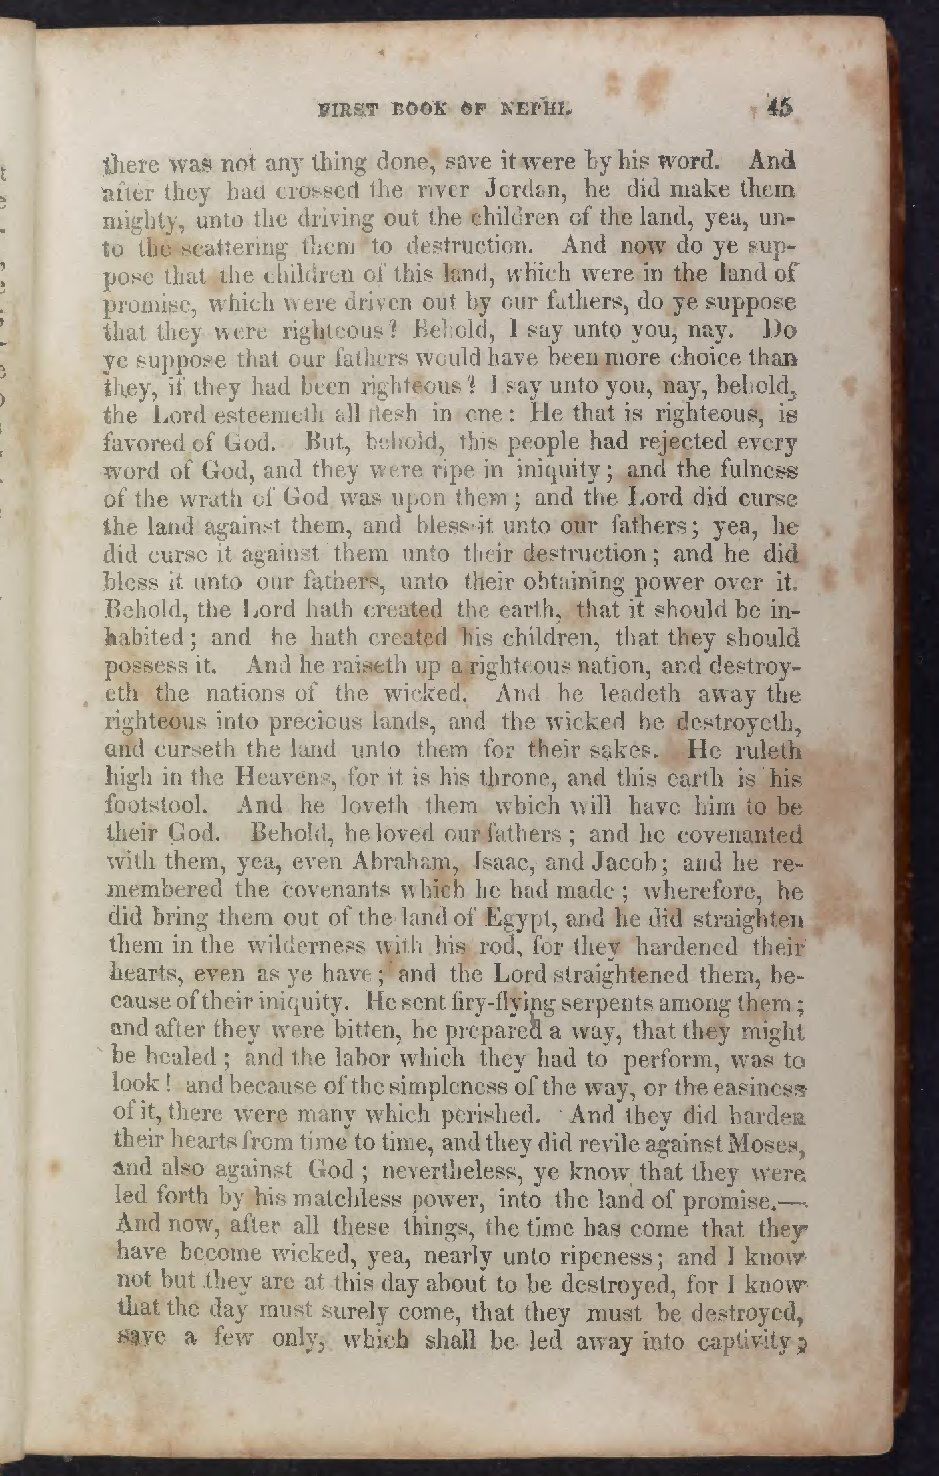 FIRST BOOK OF NEPHI. 45
there was not any thing done, save it were by his word. And
after they had crossed the river Jordan, he did make them
mighty, unto the driving out the children of the land, yea, un-
to the scattering them to destruction. And now do ye sup-
pose that the children of this land, which were in the land of
promise, which were driven out by our fathers, do ye suppose
that they were righteous? Behold, I say unto you, nay. Do
ye suppose that our fathers would have been more choice than
they, if they had been righteous? I say unto you, nay, behold,
the Lord esteemeth all flesh in one: He that is righteous, is
favored of God. But, behold, this people had rejected every
word of God, and they were ripe in iniquity; and the fulness
of the wrath of God was upon them; and the Lord did curse
the land against them, and bless it unto our fathers; yea, he
did curse it against them unto their destruction; and he did
bless it unto our fathers, unto their obtaining power over it.
Behold, the Lord hath created the earth, that it should be in-
habited; and he hath created his children, that they should
possess it. And he raiseth up a righteous nation, and destroy-
eth the nations of the wicked. And he leadeth away the
righteous into precious lands, and the wicked he destroyeth,
and curseth the land unto them for their sakes. He ruleth
high in the Heavens, for it is his throne, and this earth is his
footstool. And he loveth them which will have him to be
their God. Behold, he loved our fathers; and he covenanted
with them, yea, even Abraham, Isaac, and Jacob; and he re-
membered the covenants which he had made; wherefore, he
did bring them out of the land of Egypt, and he did straighten
them in the wilderness with his rod, for they hardened their
hearts, even as ye have; and the Lord straightened them, be-
cause of their iniquity. He sent firy-flying serpents among them;
and after they were bitten, he prepared a way, that they might
be healed; and the labor which they had to perform, was to
look! and because of the simpleness of the way, or the easiness
of it, there were many which perished. And they did harden
their hearts from time to time, and they did revile against Moses,
and also against God; nevertheless, ye know that they were
led forth by his matchless power, into the land of promise.—
And now, after all these things, the time has come that they
have become wicked, yea, nearly unto ripeness; and I know
not but they are at this day about to be destroyed, for I know
that the day must surely come, that they must be destroyed,
save a few only, which shall be led away into captivity;